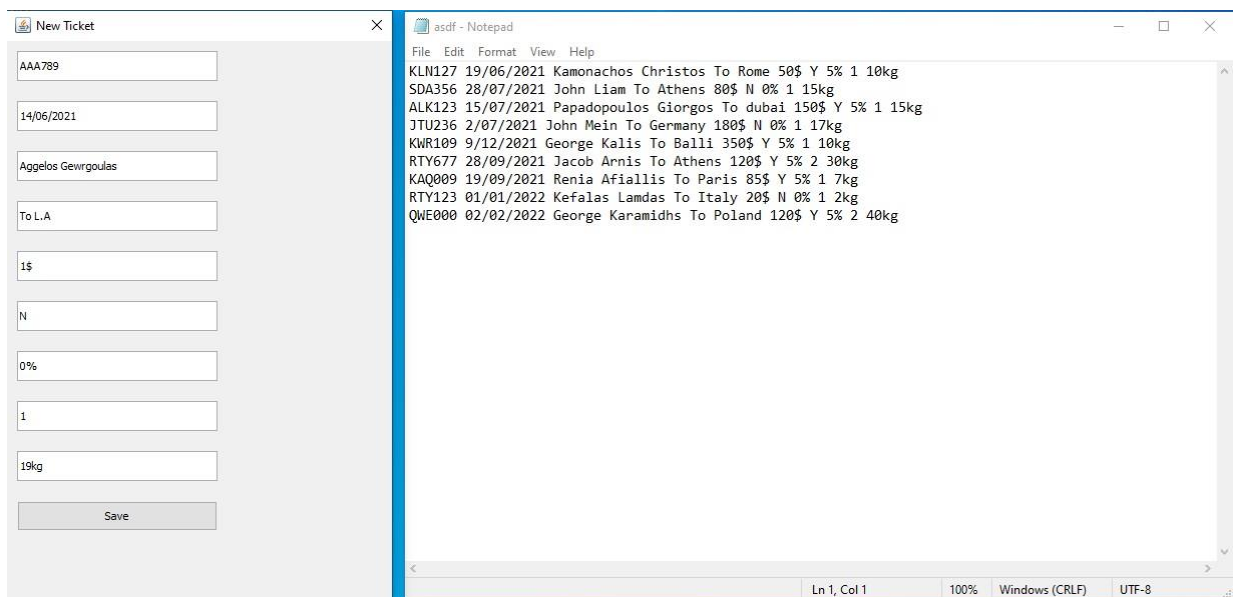 New Ticket
AAA789
14/06/2021
Aggelos Gewrgoulas
To L.A
1$
N
0%
1
19kg
Save
asdf - Notepad
File Edit Format View Help
KLN127 19/06/2021 Kamonachos Christos To Rome 50$ Y 5% 1 10kg
SDA356 28/07/2021 John Liam To Athens 80$ N 0% 1 15kg
ALK123 15/07/2021 Papadopoulos Giorgos To dubai 150$ Y 5% 1 15kg
JTU236 2/07/2021 John Mein To Germany 180$ N 0% 1 17kg
KWR109 9/12/2021 George Kalis To Balli 350$ Y 5% 1 10kg
RTY677 28/09/2021 Jacob Arnis To Athens 120$ Y 5% 2 30kg
KAQ009 19/09/2021 Renia Afiallis To Paris 85$ Y 5% 1 7kg
RTY123 01/01/2022 Kefalas Lamdas To Italy 20$ N 0% 1 2kg
QWE000 02/02/2022 George Karamidhs To Poland 120$ Y 5% 2 40kg
Ln 1, Col 1 100% Windows (CRLF) UTF-8